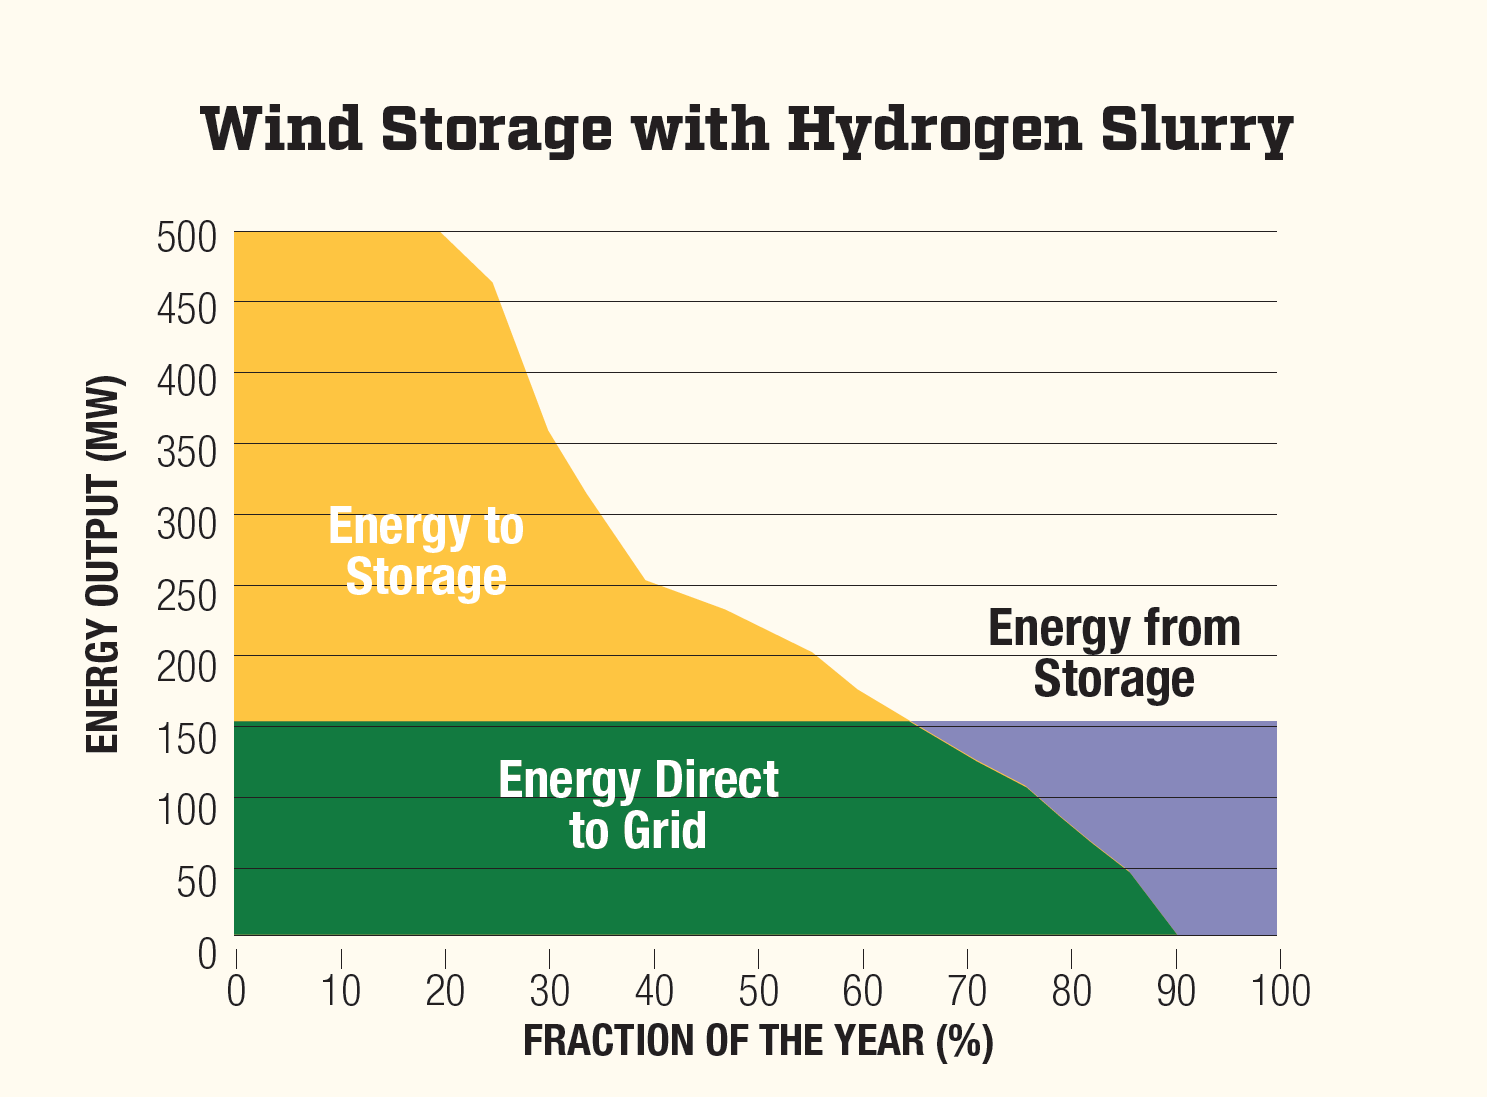 Wind Storage with Hydrogen Slurry
500
450
400
350
300
250
200
150
100
50
0
ENERGY OUTPUT (MW)
Energy to
Storage
Energy from
Storage
Energy Direct
to Grid
0 10 20 30 40 50 60 70 80 90 100
FRACTION OF THE YEAR (%)